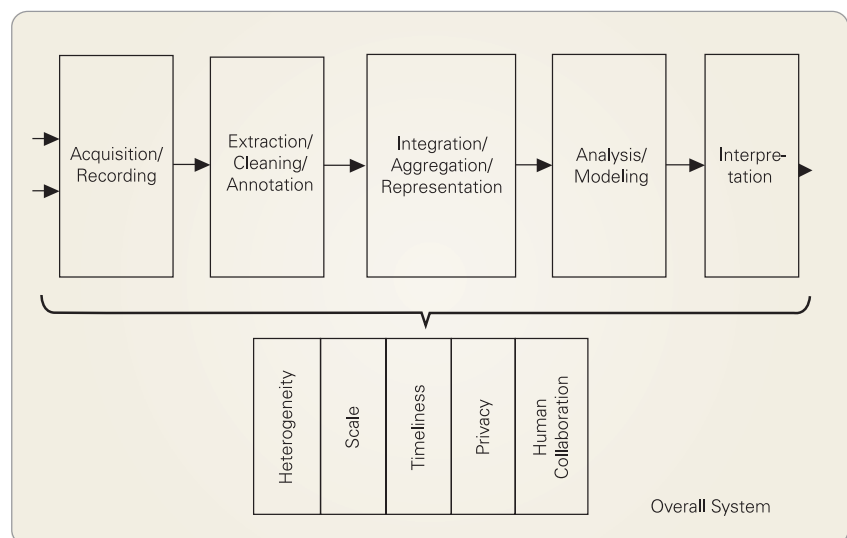 Acquisition/
Recording
Extraction/
Cleaning/
Annotation
Integration/
Aggregation/
Representation
Analysis/
Modeling
Interpre-
tation
Heterogeneity
Scale
Timeliness
Privacy
Human
Collaboration
Overall System